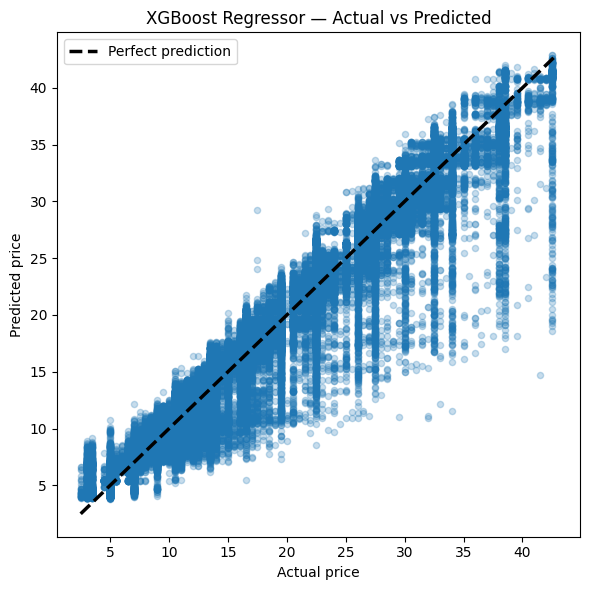 XGBoost Regressor — Actual vs Predicted
Perfect prediction
Predicted price
40
35
30
25
20
15
10
5
5 10 15 20 25 30 35 40
Actual price